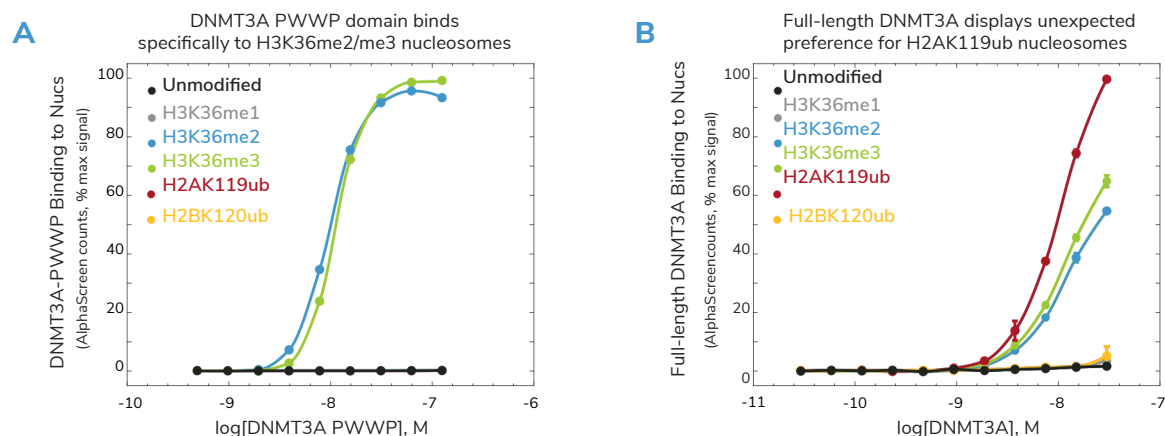 A
DNMT3A PWWP domain binds
specifically to H3K36me2/me3 nucleosomes
DNMT3A-PWWP Binding to Nucs
(AlphaScreen counts, % max signal)
100
80
60
40
20
0
Unmodified
H3K36me1
H3K36me2
H3K36me3
H2AK119ub
H2BK120ub
-10
-9
-8
-7
-6
log[DNMT3A PWWP], M
B
Full-length DNMT3A displays unexpected
preference for H2AK119ub nucleosomes
Full-length DNMT3A Binding to Nucs
(AlphaScreencounts, % max signal)
100
80
60
40
20
0
Unmodified
H3K36me1
H3K36me2
H3K36me3
H2AK119ub
H2BK120ub
-11
-10
-9
-8
-7
log[DNMT3A], M